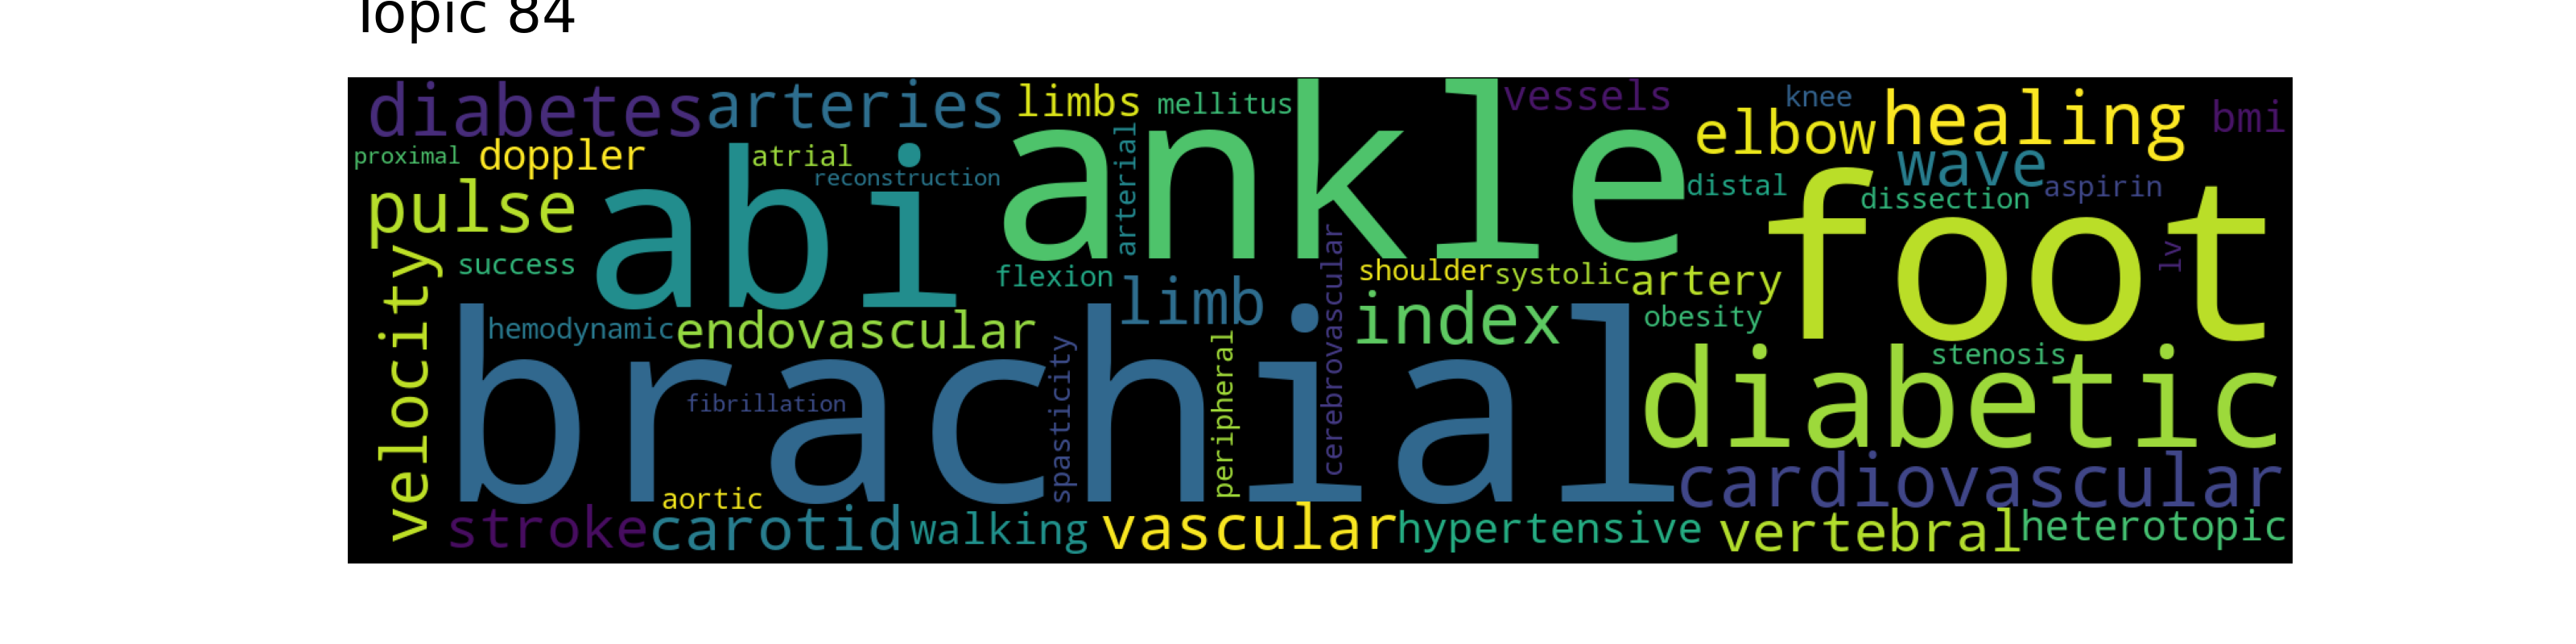 Topic 84
diabetes arteries limbs mellitus ankle vessels knee elbow healing bmi
proximal doppler atrial reconstruction arterial distal wave dissection aspirin
pulse abi foot lv
velocity success flexion limb cerebrovascular shoulder systolic artery
hemodynamic endovascular index obesity
brachial fibrillation spasticity peripheral diabetic stenosis
aortic cardiovascular
stroke carotid walking vascular hypertensive vertebral heterotopic